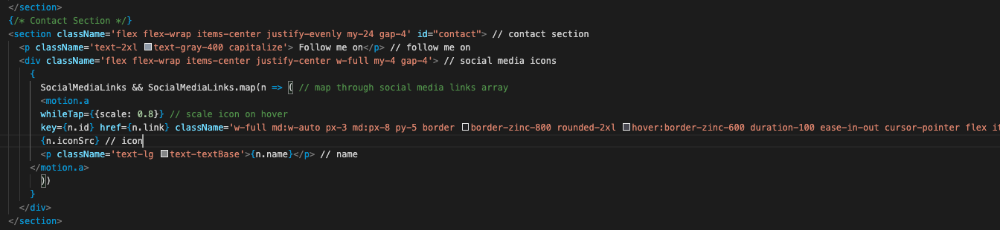 </section>
{/* Contact Section */}
<section className='flex flex-wrap items-center justify-evenly my-24 gap-4' id="contact"> // contact section
<p className='text-2xl text-gray-400 capitalize'> Follow me on</p> // follow me on
<div className='flex flex-wrap items-center justify-center w-full my-4 gap-4'> // social media icons
{
SocialMediaLinks && SocialMediaLinks.map(n => ( // map through social media links array
<motion.a
whileTap={{scale: 0.8}} // scale icon on hover
key={n.id} href={n.link} className='w-full md:w-auto px-3 md:px-8 py-5 border border-zinc-800 rounded-2xl hover:border-zinc-600 duration-100 ease-in-out cursor-pointer flex
{n.iconSrc} // icon
<p className='text-lg text-textBase'>{n.name}</p> // name
</motion.a>
))
}
</div>
</section>